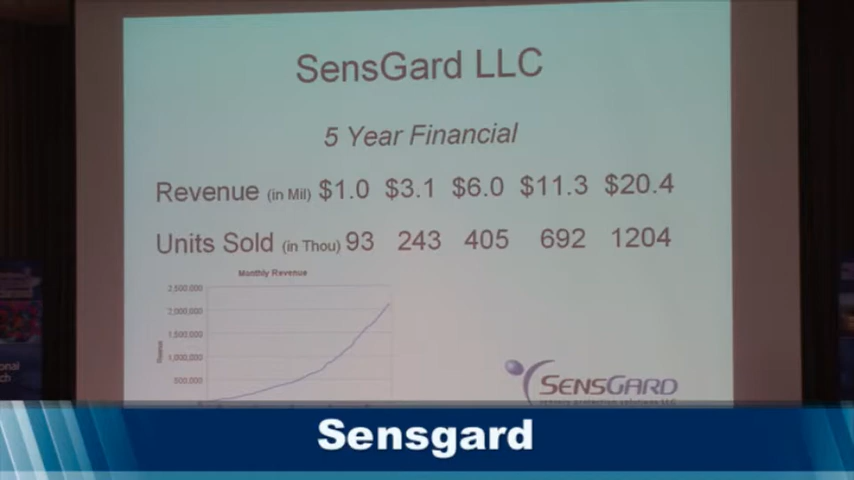 SensGard LLC
5 Year Financial
Revenue (in Mil) $1.0 $3.1 $6.0 $11.3 $20.4
Units Sold (in Thou) 93 243 405 692 1204
Monthly Revenue
2,500,000
2,000,000
1,500,000
1,000,000
500,000
Revenue
SENSGARD
Sensgard